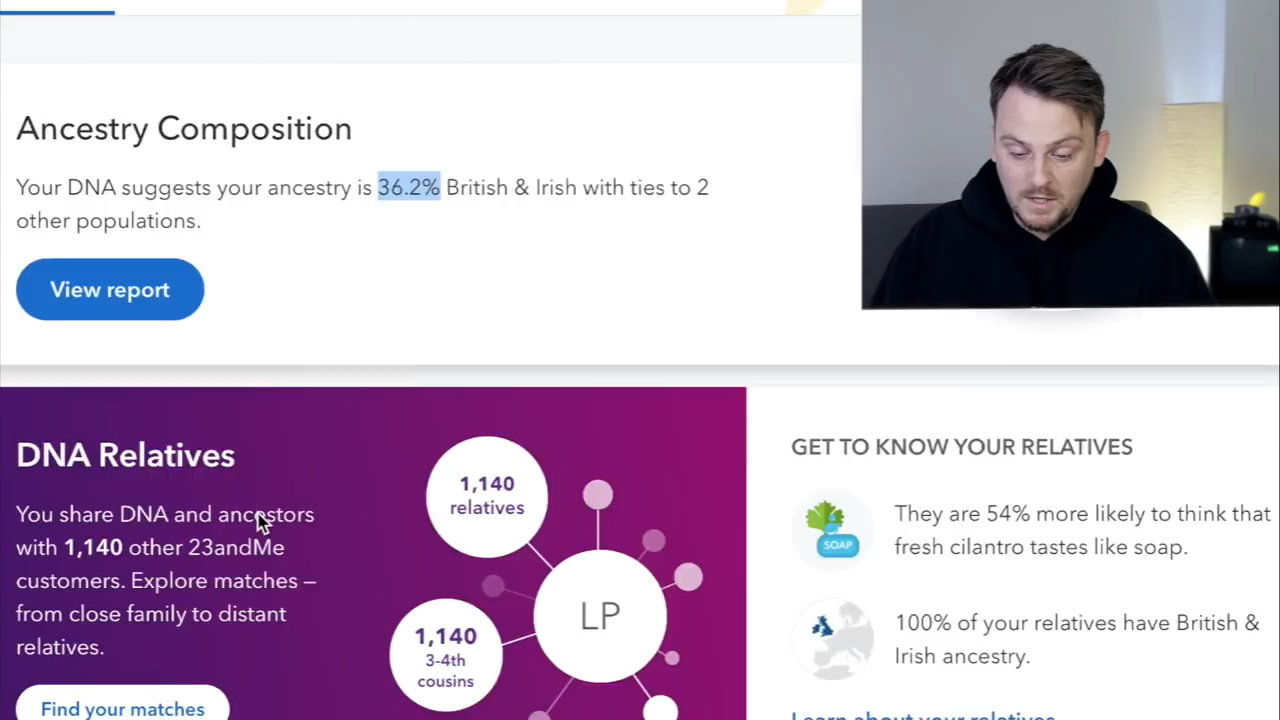 Ancestry Composition
Your DNA suggests your ancestry is 36.2% British & Irish with ties to 2
other populations.
View report
DNA Relatives
You share DNA and ancestors
with 1,140 other 23andMe
customers. Explore matches –
from close family to distant
relatives.
Find your matches
1,140
relatives
LP
1,140
3-4th
cousins
GET TO KNOW YOUR RELATIVES
SOAP
They are 54% more likely to think that
fresh cilantro tastes like soap.
100% of your relatives have British &
Irish ancestry.
Learn about your relatives